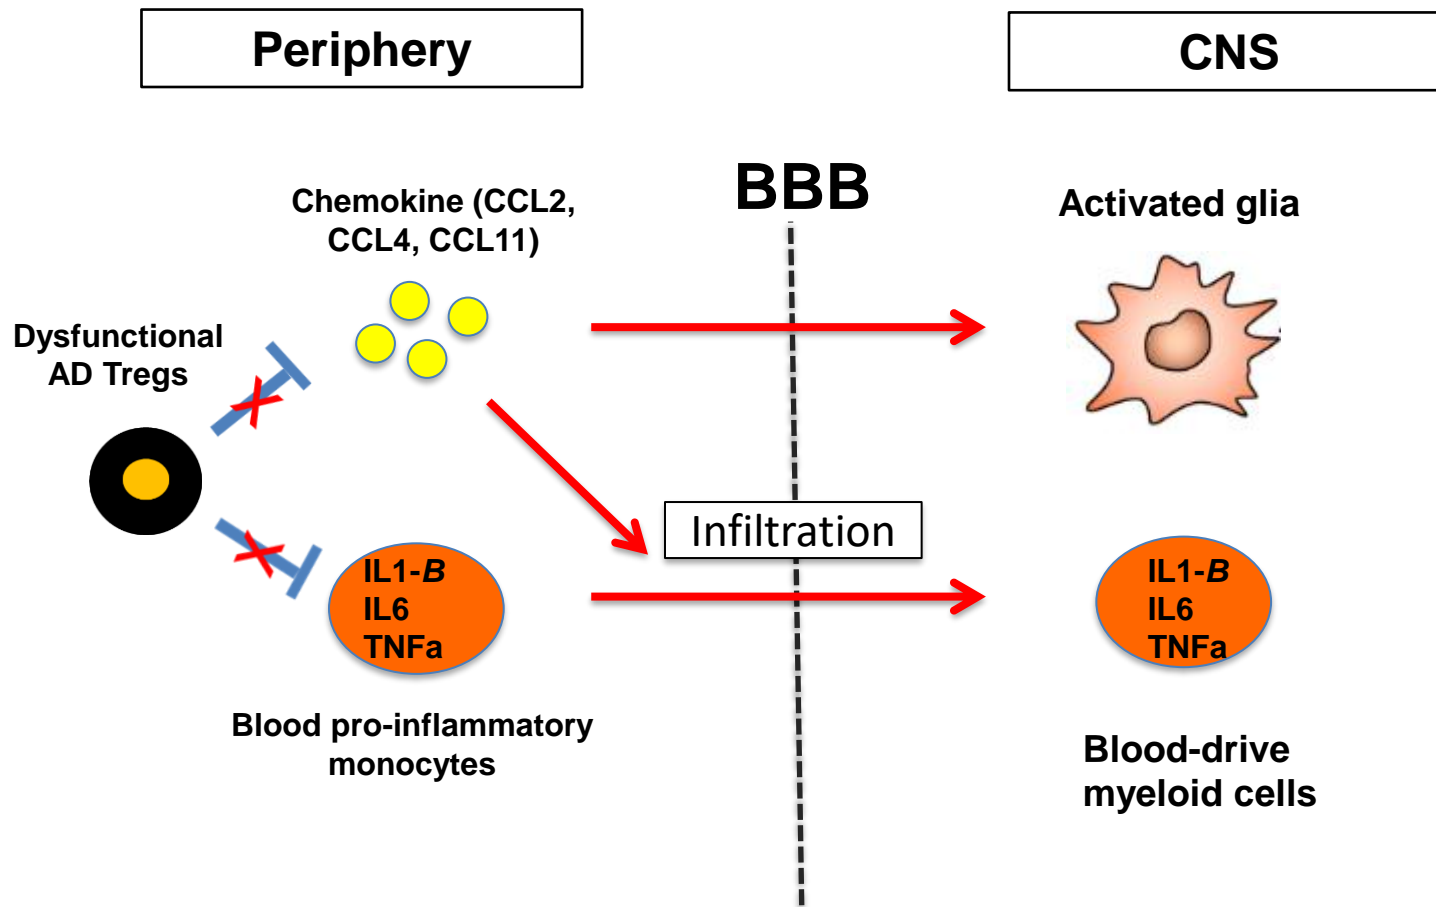 Periphery
CNS
BBB
Chemokine (CCL2,
CCL4, CCL11)
Activated glia
Dysfunctional
AD Tregs
Infiltration
IL1-B
IL6
TNFa
IL1-B
IL6
TNFa
Blood pro-inflammatory
monocytes
Blood-drive
myeloid cells